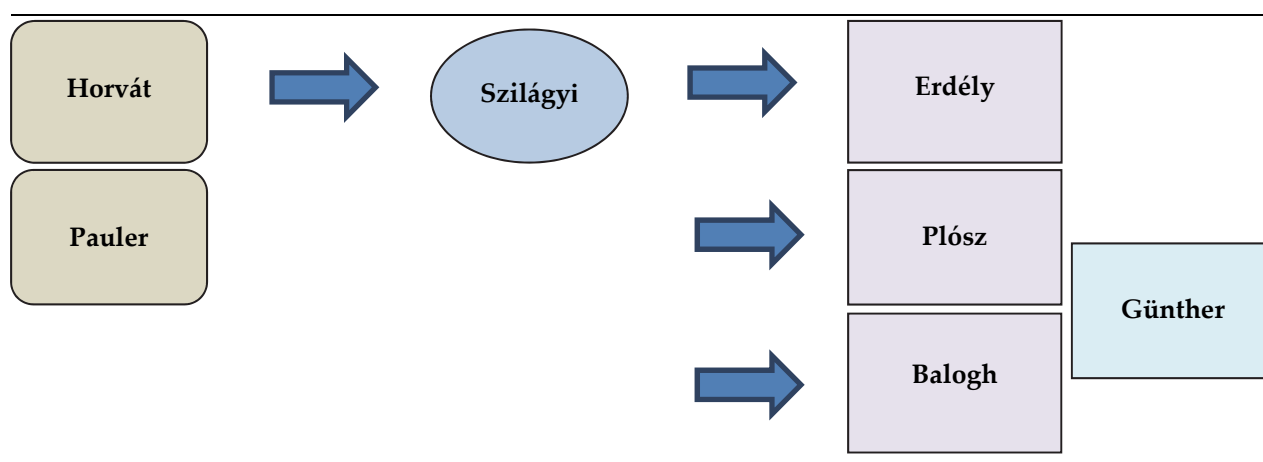 Horvát
Szilágyi
Erdély
Pauler
Plósz
Günther
Balogh